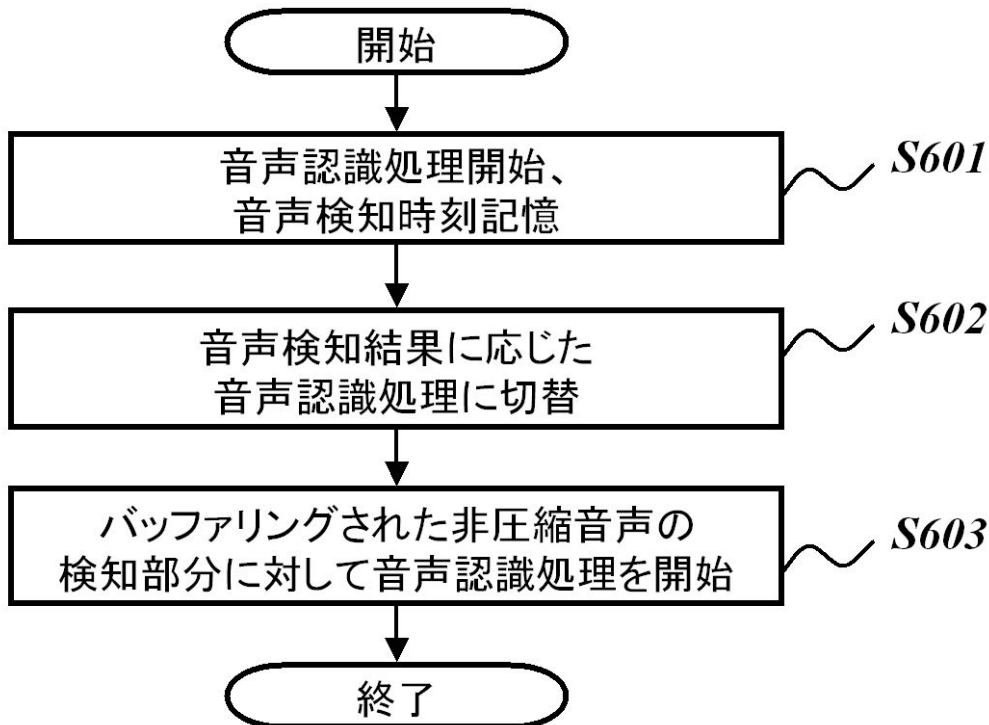 開始
音声認識処理開始、
音声検知時刻記憶
S601
音声検知結果に応じた
音声認識処理に切替
S602
バッファリングされた非圧縮音声の
検知部分に対して音声認識処理を開始
S603
終了